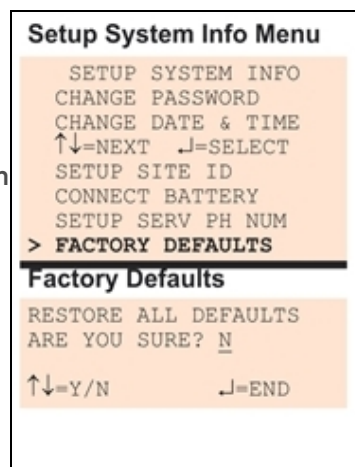 Setup System Info Menu
SETUP SYSTEM INFO
CHANGE PASSWORD
CHANGE DATE & TIME
↑↓=NEXT ↵=SELECT
SETUP SITE ID
CONNECT BATTERY
SETUP SERV PH NUM
> FACTORY DEFAULTS
Factory Defaults
RESTORE ALL DEFAULTS
ARE YOU SURE? N
↑↓=Y/N ↵=END